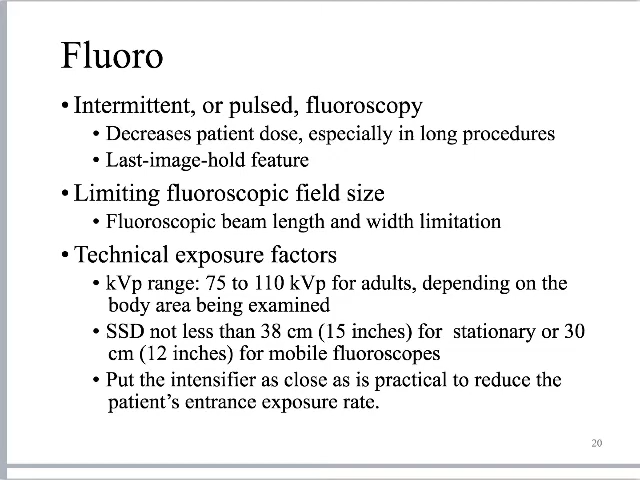 Fluoro
• Intermittent, or pulsed, fluoroscopy
• Decreases patient dose, especially in long procedures
• Last-image-hold feature
• Limiting fluoroscopic field size
• Fluoroscopic beam length and width limitation
• Technical exposure factors
• kVp range: 75 to 110 kVp for adults, depending on the
body area being examined
• SSD not less than 38 cm (15 inches) for  stationary or 30
cm (12 inches) for mobile fluoroscopes
• Put the intensifier as close as is practical to reduce the
patient’s entrance exposure rate.
20